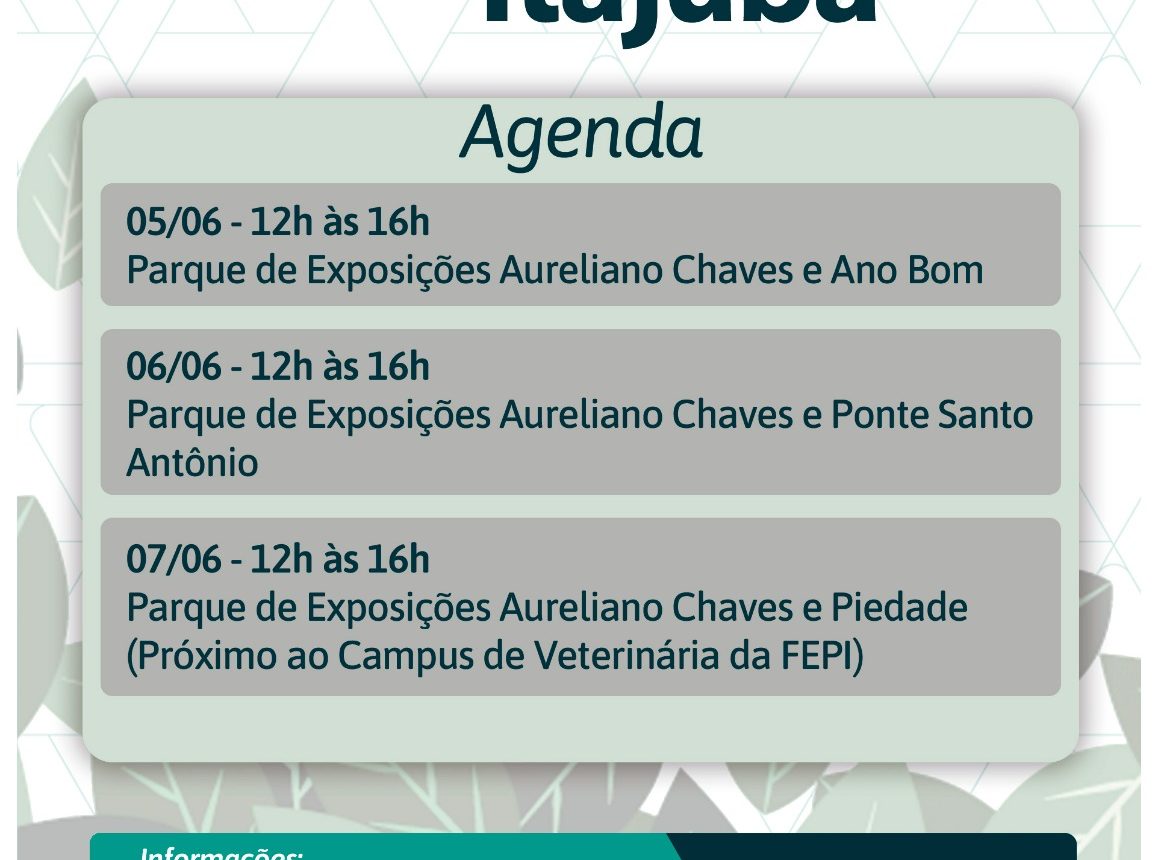 Itajubá
Agenda
05/06 - 12h às 16h
Parque de Exposições Aureliano Chaves e Ano Bom
06/06 - 12h às 16h
Parque de Exposições Aureliano Chaves e Ponte Santo
Antônio
07/06 - 12h às 16h
Parque de Exposições Aureliano Chaves e Piedade
(Próximo ao Campus de Veterinária da FEPI)
Informações: